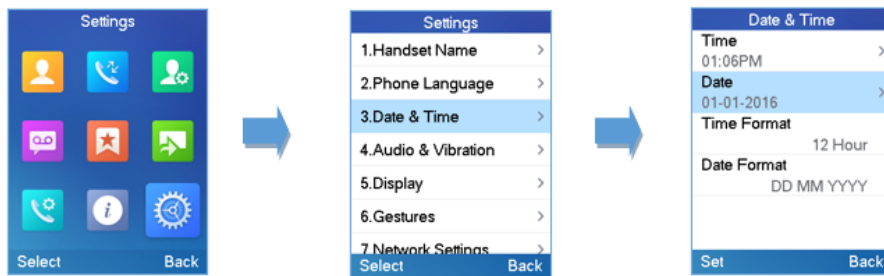 Settings
Select Back
Settings
1.Handset Name
2.Phone Language
3.Date & Time
4.Audio & Vibration
5.Display
6.Gestures
7.Network Settings
Select Back
Date & Time
Time
01:06PM
Date
01-01-2016
Time Format
12 Hour
Date Format
DD MM YYYY
Set Back